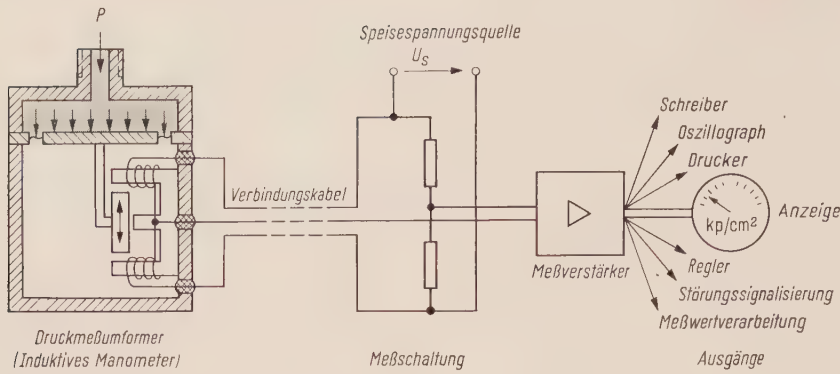 P
Speisespannungsquelle
U_s
Schreiber
Oszillograph
Drucker
Verbindungskabel
kp/cm²
Anzeige
Meßverstärker
Regler
Störungssignalisierung
Meßwertverarbeitung
Druckmeßumformer
(Induktives Manometer)
Meßschaltung
Ausgänge